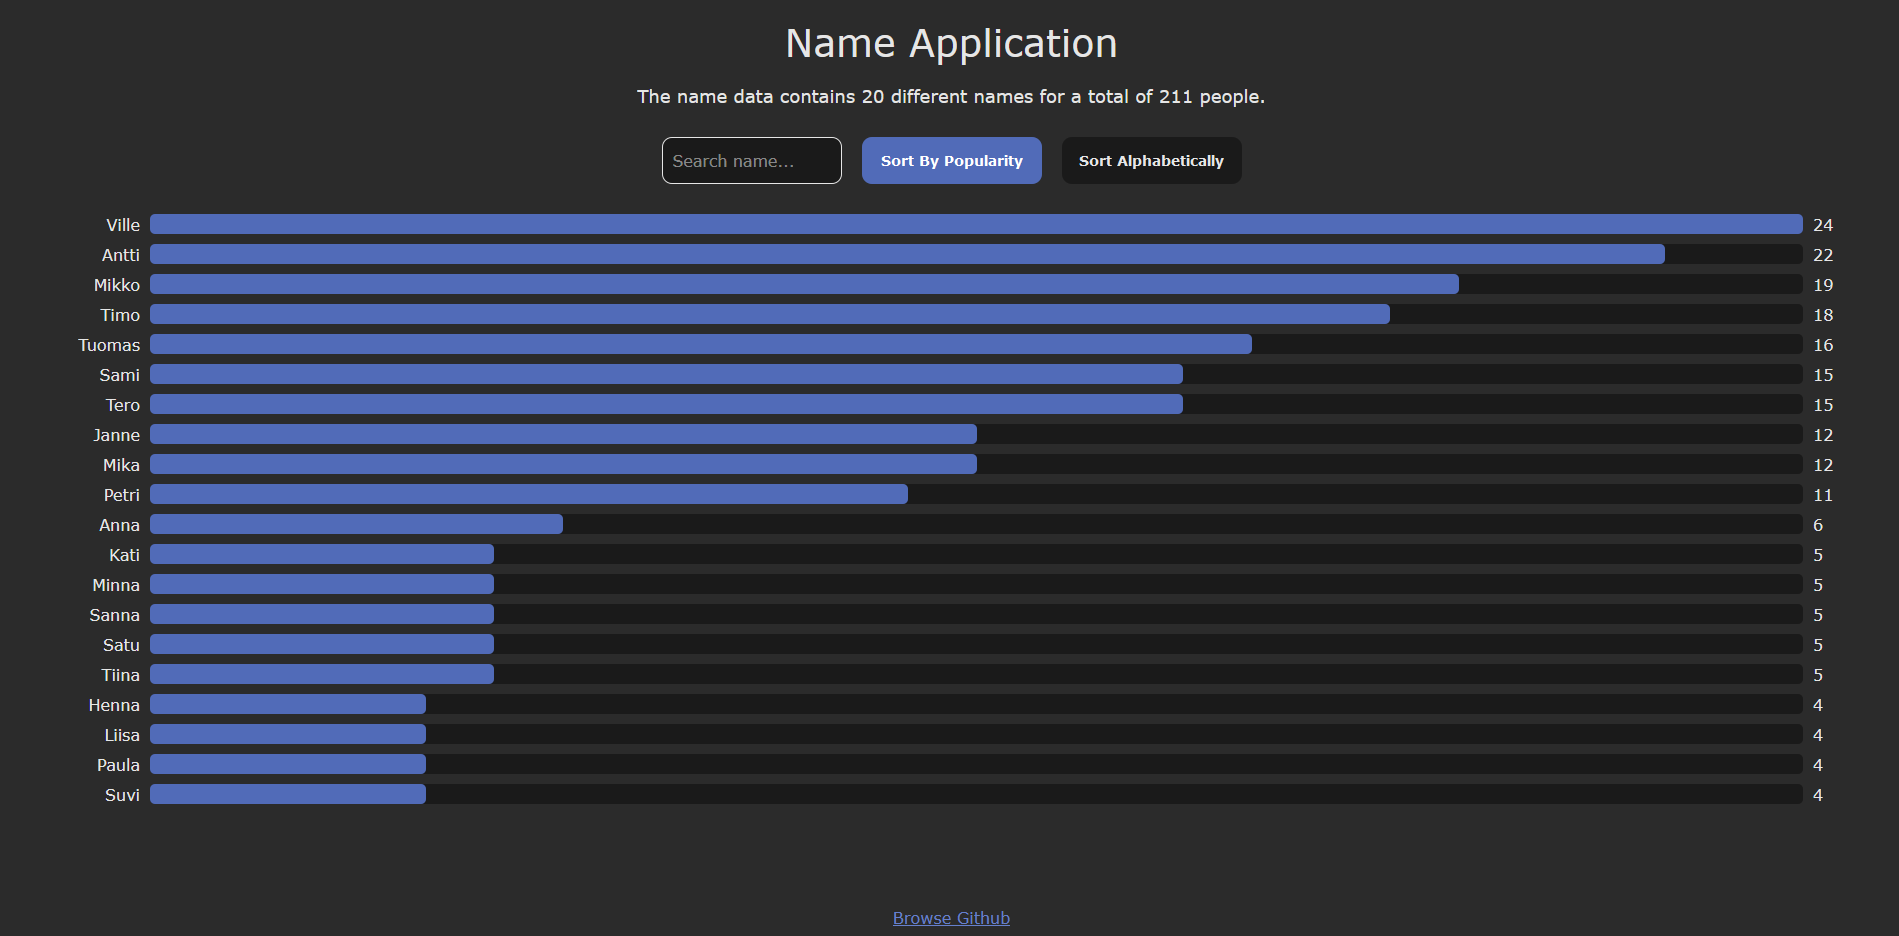 Name Application
The name data contains 20 different names for a total of 211 people.
Search name... Sort By Popularity Sort Alphabetically
Ville 24
Antti 22
Mikko 19
Timo 18
Tuomas 16
Sami 15
Tero 15
Janne 12
Mika 12
Petri 11
Anna 6
Kati 5
Minna 5
Sanna 5
Satu 5
Tiina 5
Henna 4
Liisa 4
Paula 4
Suvi 4
Browse Github